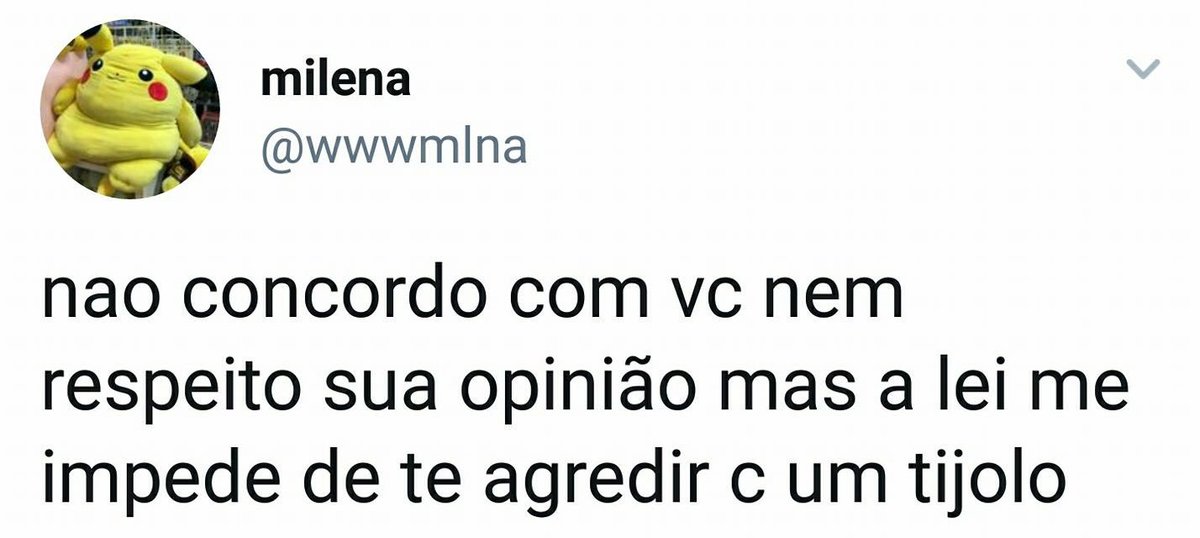 milena
@wwwmlna
nao concordo com vc nem
respeito sua opinião mas a lei me
impede de te agredir c um tijolo